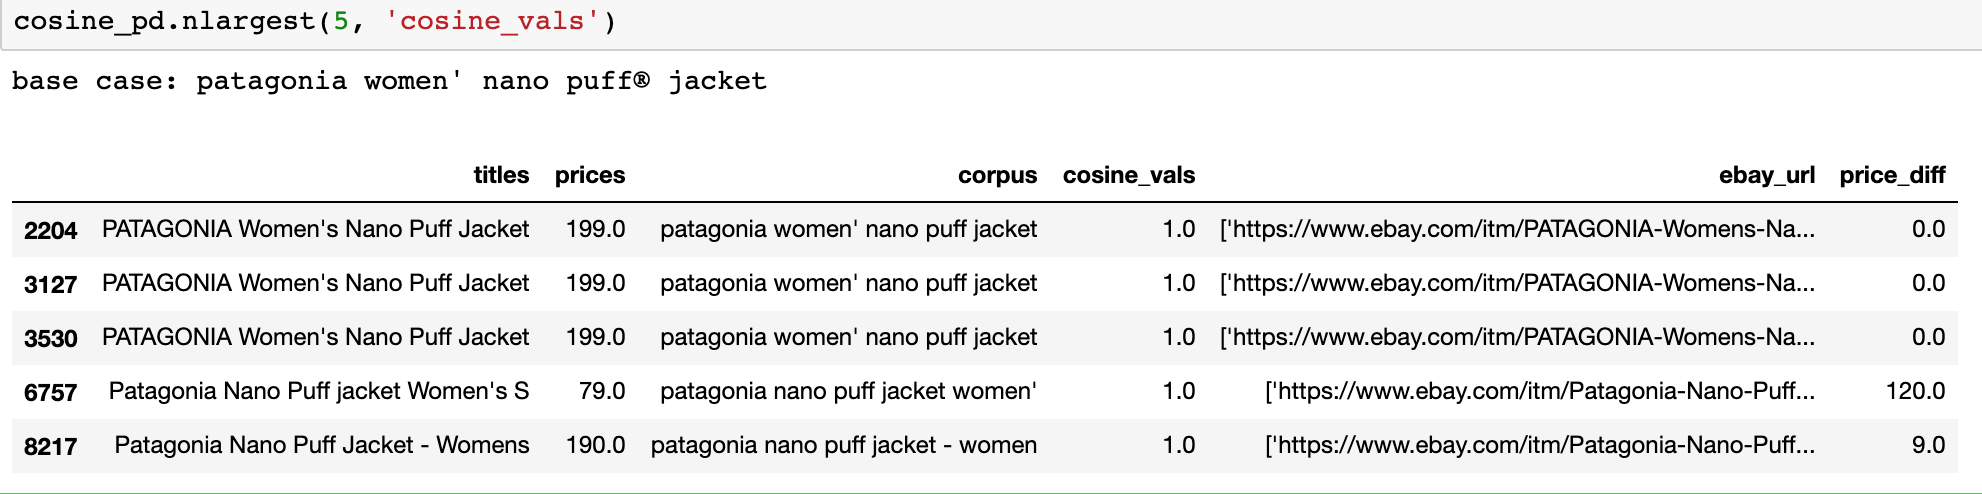 cosine_pd.nlargest(5, 'cosine_vals')
base case: patagonia women' nano puff® jacket
titles prices corpus cosine_vals ebay_url price_diff
2204 PATAGONIA Women's Nano Puff Jacket 199.0 patagonia women' nano puff jacket 1.0 ['https://www.ebay.com/itm/PATAGONIA-Womens-Na... 0.0
3127 PATAGONIA Women's Nano Puff Jacket 199.0 patagonia women' nano puff jacket 1.0 ['https://www.ebay.com/itm/PATAGONIA-Womens-Na... 0.0
3530 PATAGONIA Women's Nano Puff Jacket 199.0 patagonia women' nano puff jacket 1.0 ['https://www.ebay.com/itm/PATAGONIA-Womens-Na... 0.0
6757 Patagonia Nano Puff jacket Women's S 79.0 patagonia nano puff jacket women' 1.0 ['https://www.ebay.com/itm/Patagonia-Nano-Puff... 120.0
8217 Patagonia Nano Puff Jacket - Womens 190.0 patagonia nano puff jacket - women 1.0 ['https://www.ebay.com/itm/Patagonia-Nano-Puff... 9.0